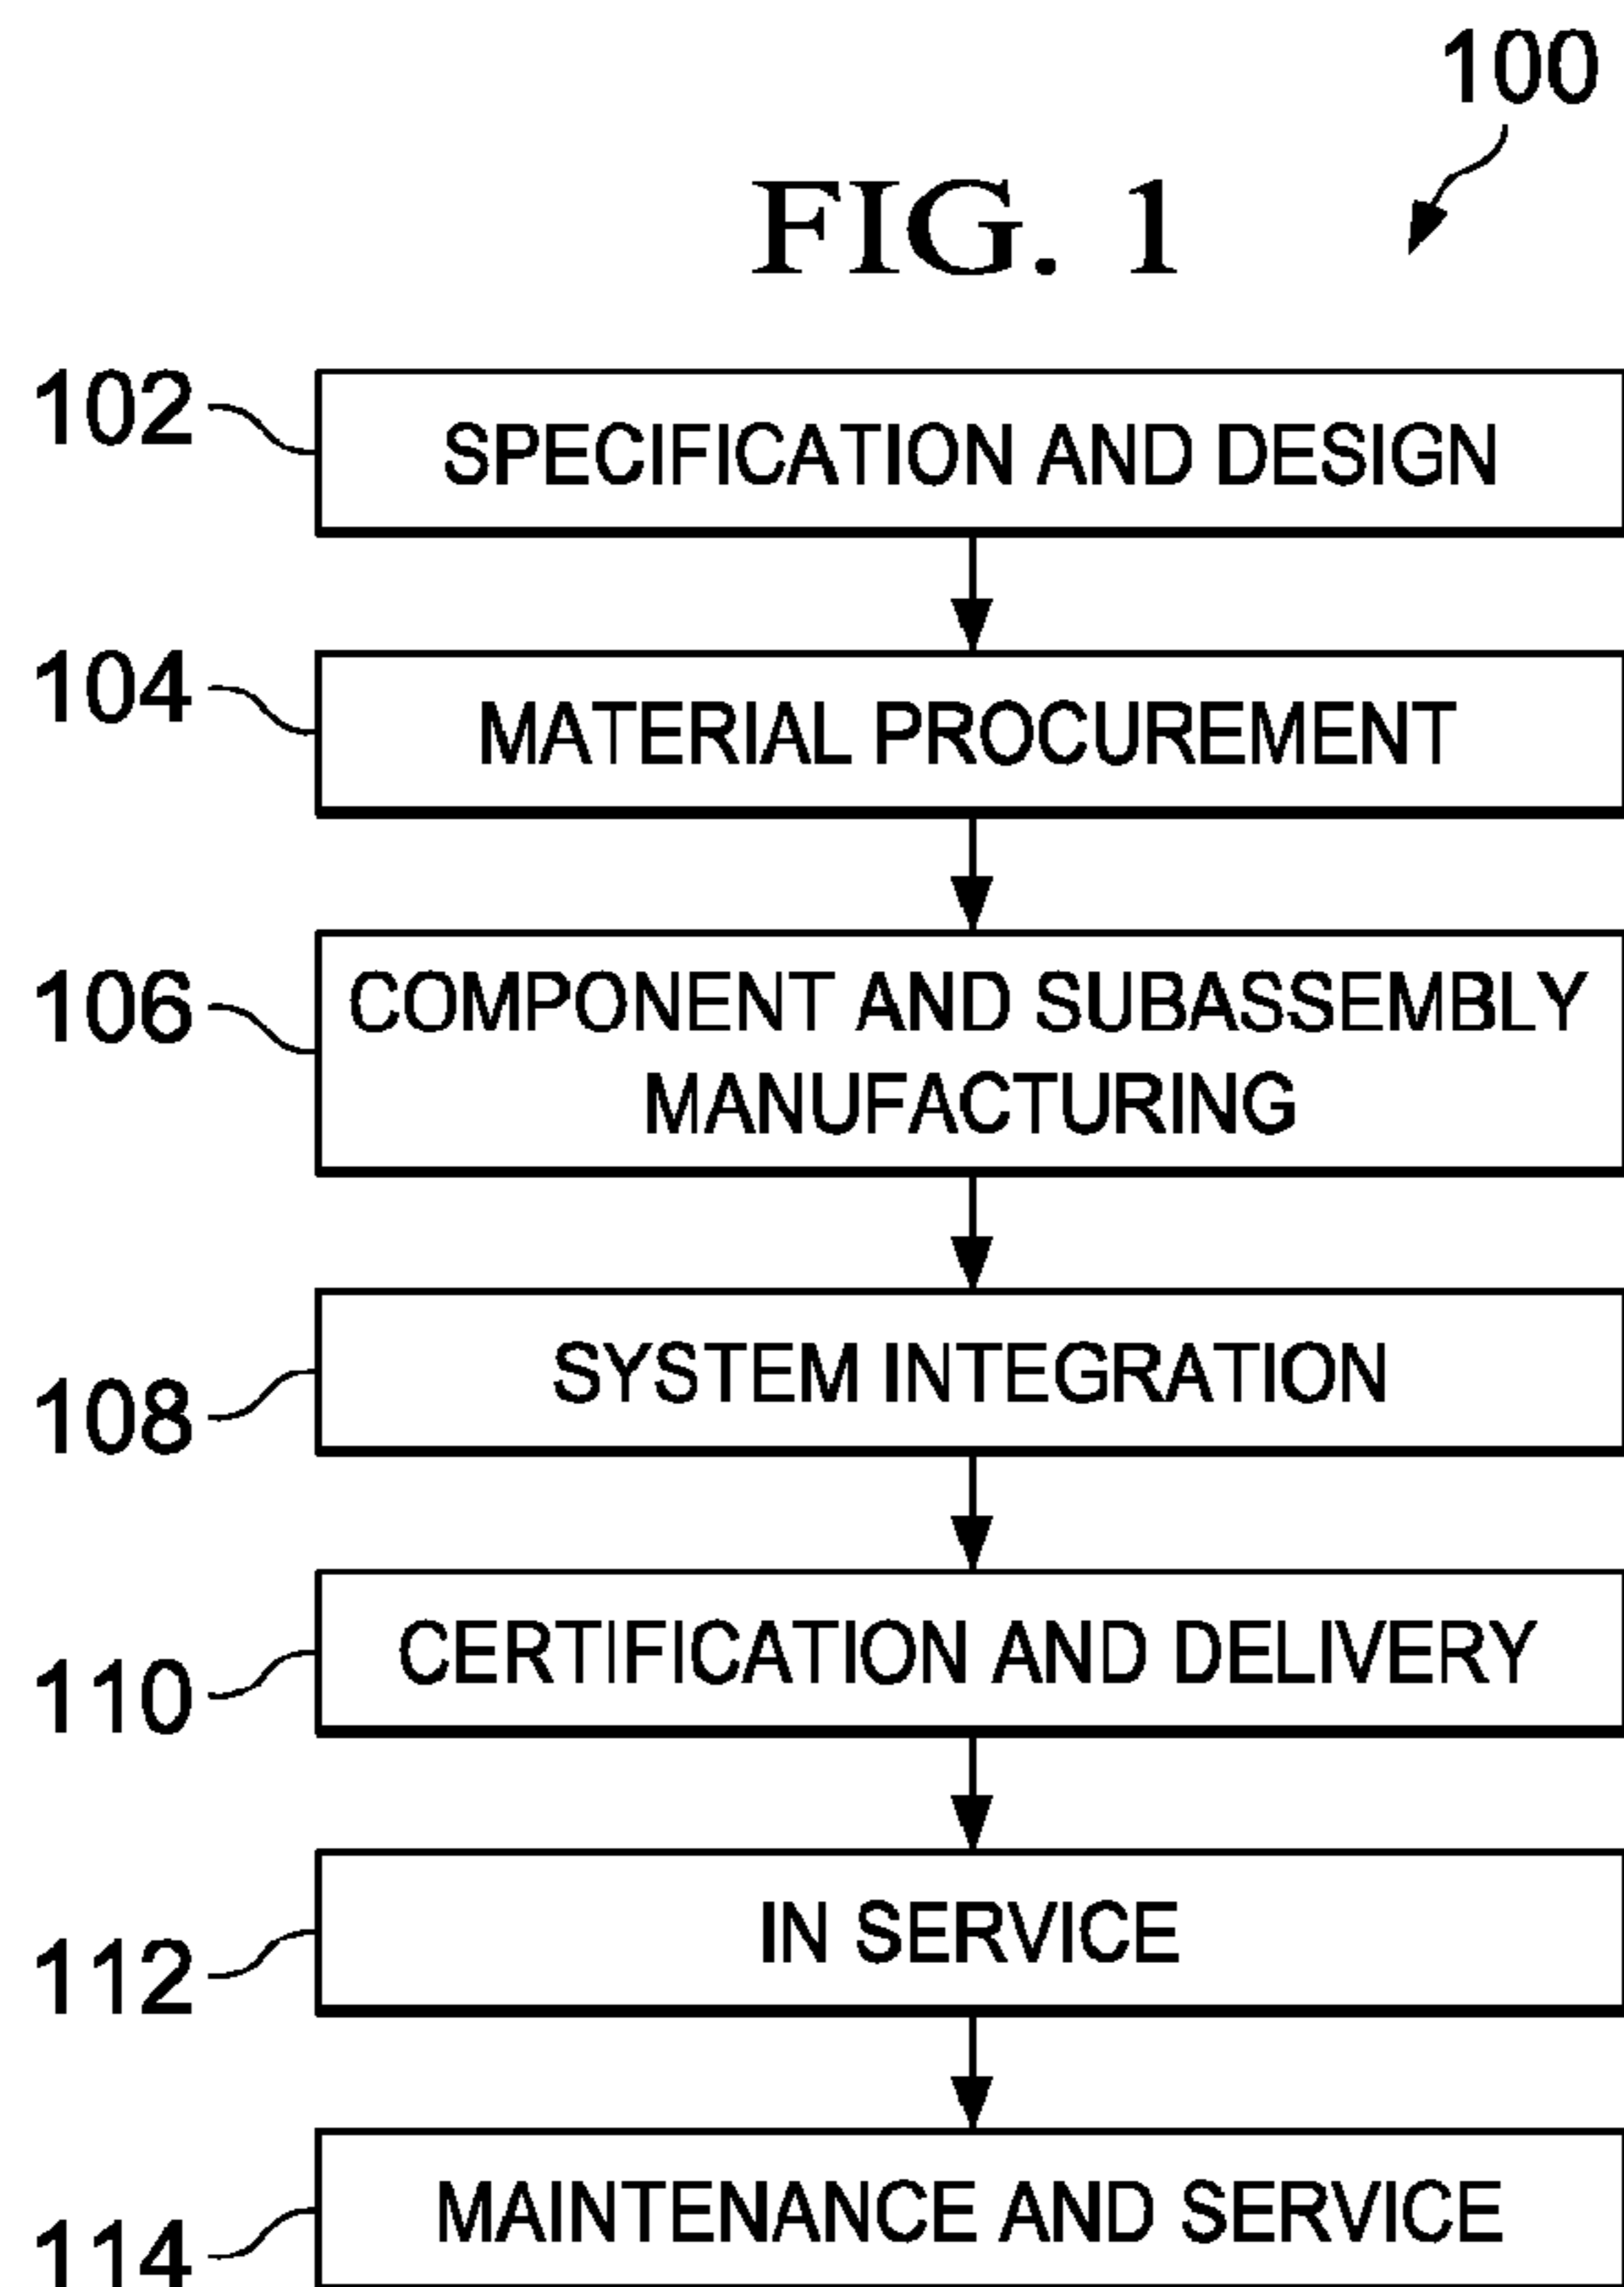 100
FIG. 1
102
SPECIFICATION AND DESIGN
104
MATERIAL PROCUREMENT
106
COMPONENT AND SUBASSEMBLY
MANUFACTURING
108
SYSTEM INTEGRATION
110
CERTIFICATION AND DELIVERY
112
IN SERVICE
114
MAINTENANCE AND SERVICE